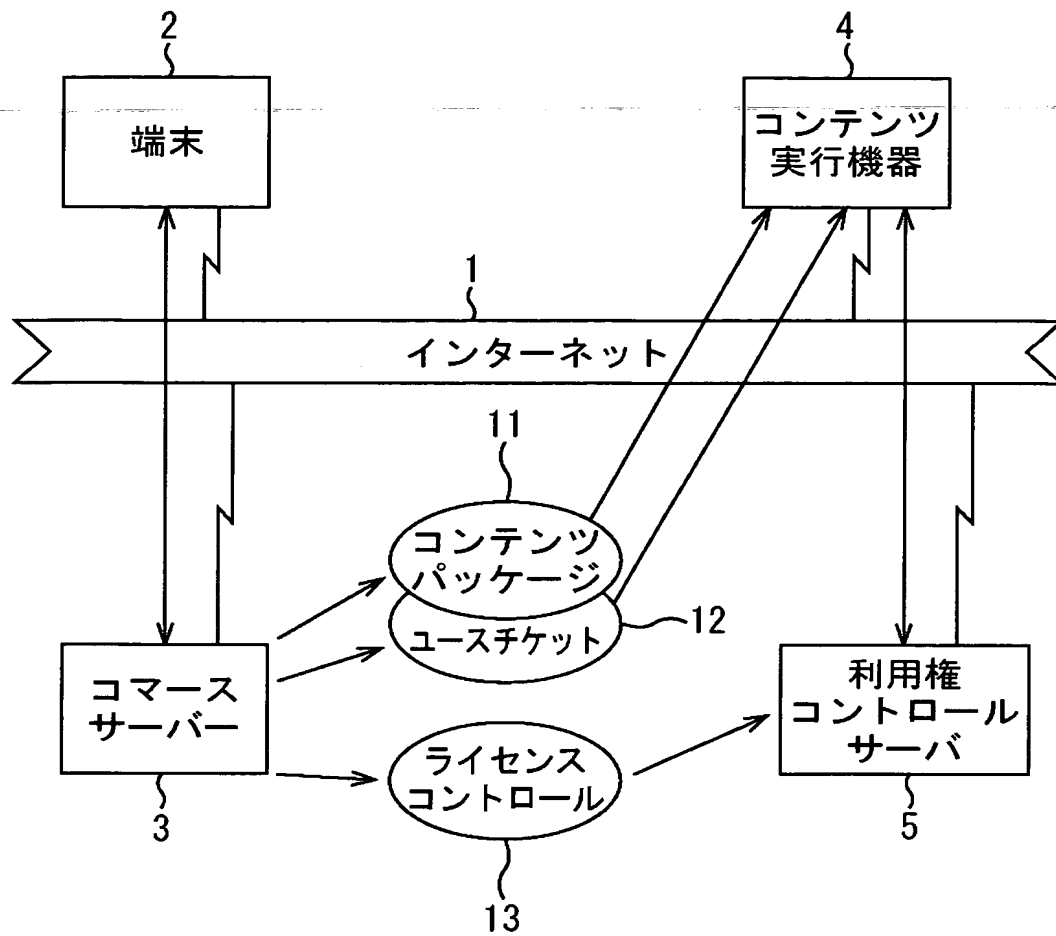 2
4
端末
コンテンツ
実行機器
1
インターネット
11
コンテンツ
パッケージ
ユースチケット
12
コマース
サーバー
3
ライセンス
コントロール
13
利用権
コントロール
サーバ
5